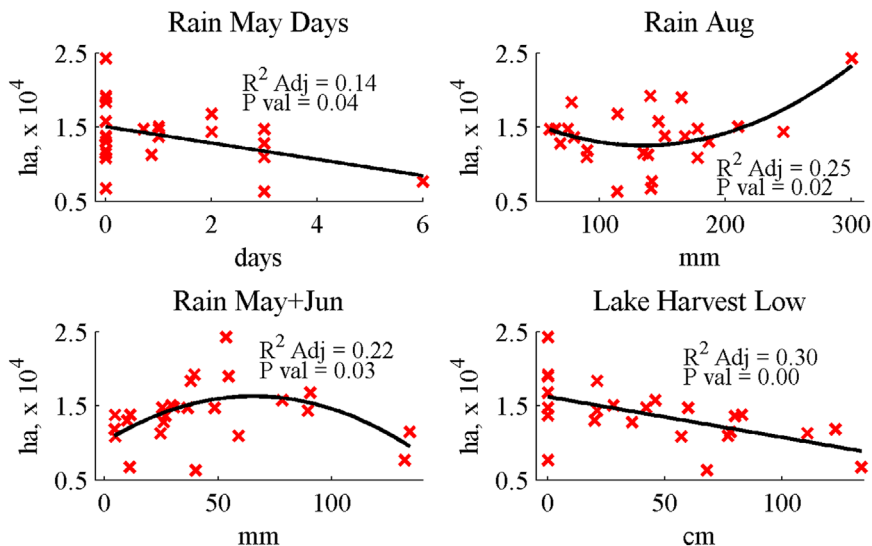 Rain May Days
2.5
1.5
0.5
ha, x 10⁴
R² Adj = 0.14
P val = 0.04
0 2 4 6
days
Rain Aug
2.5
1.5
0.5
ha, x 10⁴
R² Adj = 0.25
P val = 0.02
100 200 300
mm
Rain May+Jun
2.5
1.5
0.5
ha, x 10⁴
R² Adj = 0.22
P val = 0.03
0 50 100
mm
Lake Harvest Low
2.5
1.5
0.5
ha, x 10⁴
R² Adj = 0.30
P val = 0.00
0 50 100
cm